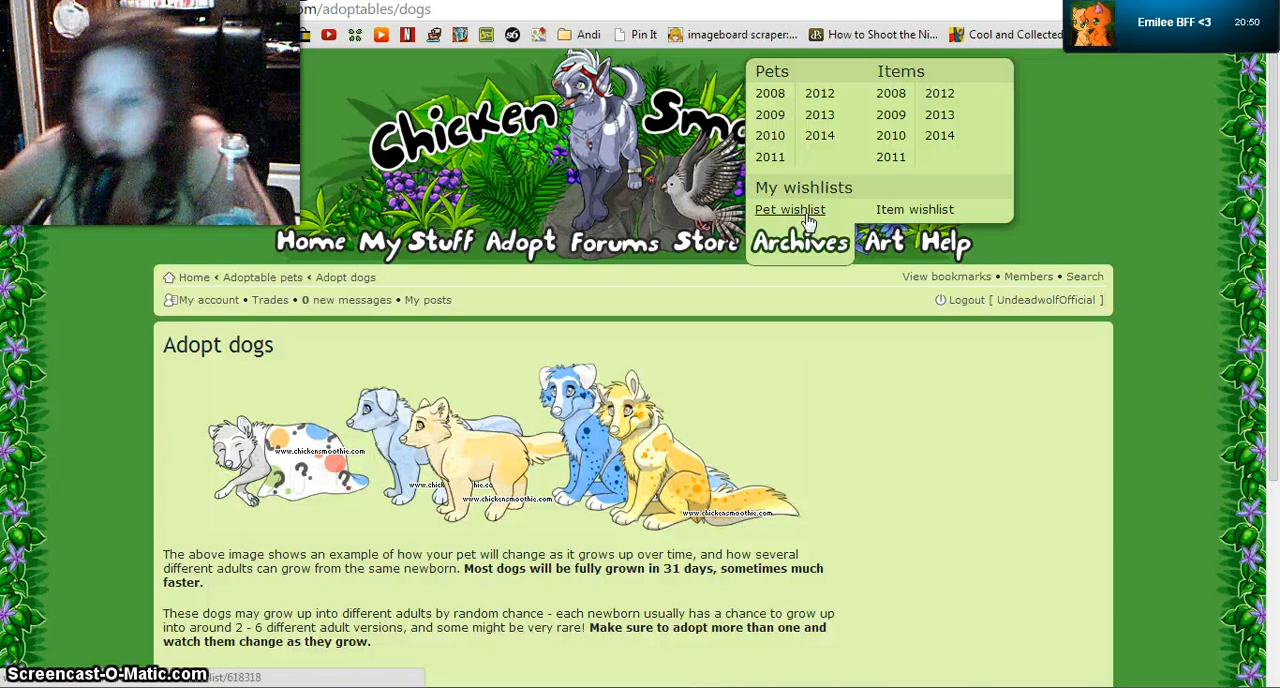 om/adoptables/dogs
Andi
Pin It
imageboard scraper:...
How to Shoot the Ni...
Cool and Collected
Emilee BFF <3
20:50
Chicken Smo
Pets
Items
2008 2012 2008 2012
2009 2013 2009 2013
2010 2014 2010 2014
2011 2011
My wishlists
Pet wishlist Item wishlist
Home My Stuff Adopt Forums Store Archives Art Help
Home ‹ Adoptable pets ‹ Adopt dogs
View bookmarks • Members • Search
My account • Trades • 0 new messages • My posts
Logout [ UndeadwolfOfficial ]
Adopt dogs
www.chickensmoothie.com
www.chickensmoothie.com
www.chickensmoothie.com
The above image shows an example of how your pet will change as it grows up over time, and how several
different adults can grow from the same newborn. Most dogs will be fully grown in 31 days, sometimes much
faster.
These dogs may grow up into different adults by random chance - each newborn usually has a chance to grow up
into around 2 - 6 different adult versions, and some might be very rare! Make sure to adopt more than one and
watch them change as they grow.
list/618318
Screencast-O-Matic.com